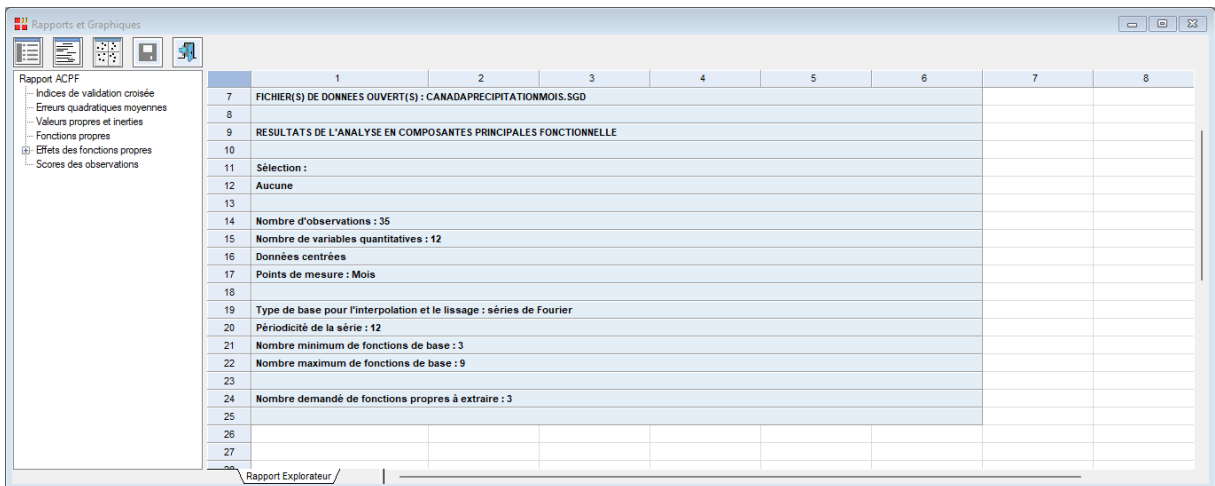 Rapports et Graphiques
Rapport ACPF
Indices de validation croisée
Erreurs quadratiques moyennes
Valeurs propres et inerties
Fonctions propres
Effets des fonctions propres
Scores des observations
1 2 3 4 5 6 7 8
7 FICHIER(S) DE DONNEES OUVERT(S) : CANADAPRECIPITATIONMOIS.SGD
8
9 RESULTATS DE L'ANALYSE EN COMPOSANTES PRINCIPALES FONCTIONNELLE
10
11 Sélection :
12 Aucune
13
14 Nombre d'observations : 35
15 Nombre de variables quantitatives : 12
16 Données centrées
17 Points de mesure : Mois
18
19 Type de base pour l'interpolation et le lissage : séries de Fourier
20 Périodicité de la série : 12
21 Nombre minimum de fonctions de base : 3
22 Nombre maximum de fonctions de base : 9
23
24 Nombre demandé de fonctions propres à extraire : 3
25
26
27
Rapport Explorateur